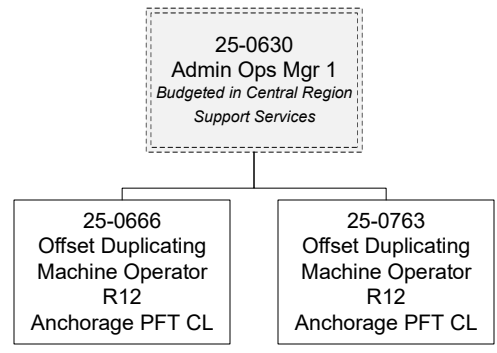 25-0630
Admin Ops Mgr 1
Budgeted in Central Region
Support Services
25-0666
Offset Duplicating
Machine Operator
R12
Anchorage PFT CL
25-0763
Offset Duplicating
Machine Operator
R12
Anchorage PFT CL